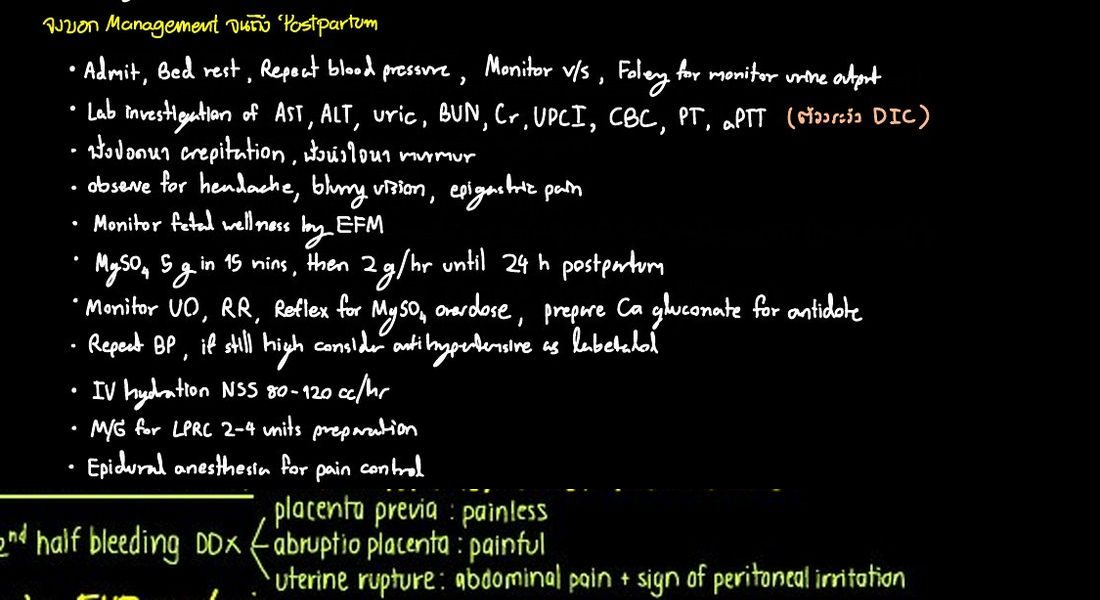 จงบอก Management จนถึง Postpartum
• Admit, Bed rest, Repeat blood pressure, Monitor v/s, Foley for monitor urine output
• Lab investigation of AST, ALT, uric, BUN, Cr, UPCI, CBC, PT, aPTT (ต้องระวัง DIC)
• ฟังปอดหา crepitation, ฟังหัวใจหา murmur
• observe for headache, blurry vision, epigastric pain
• Monitor fetal wellness by EFM
• MgSO4 5 g in 15 mins, then 2 g/hr until 24 h postpartum
• Monitor UO, RR, Reflex for MgSO4 overdose, prepare Ca gluconate for antidote
• Repeat BP, if still high consider antihypertensive as labetalol
• IV hydration NSS 80-120 cc/hr
• M/G for LPRC 2-4 units preparation
• Epidural anesthesia for pain control
placenta previa : painless
2nd half bleeding DDx abruptio placenta : painful
uterine rupture : abdominal pain + sign of peritoneal irritation